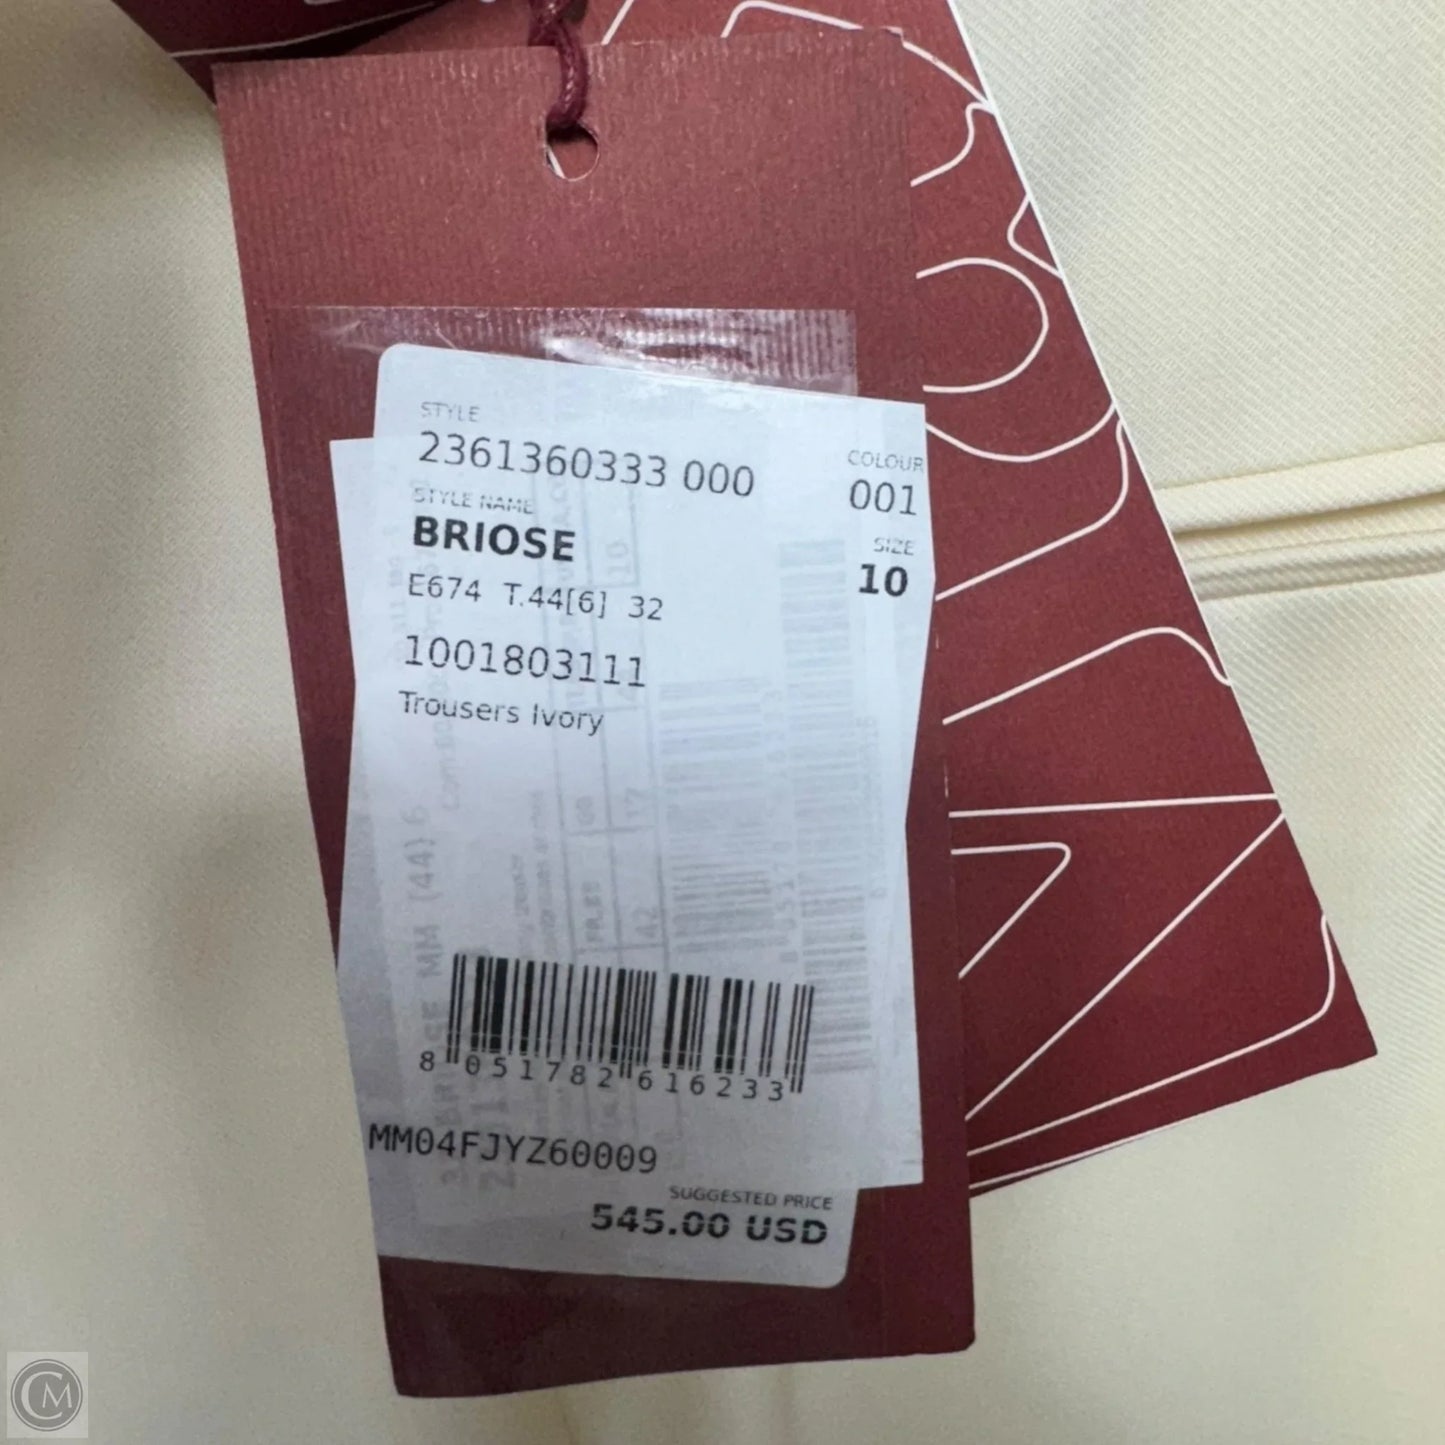 STYLE
2361360333 000
COLOUR
001
STYLE NAME
BRIOSE
SIZE
10
E674 T.44[6] 32
1001803111
Trousers Ivory
8 051782 616233
MM04FJYZ60009
SUGGESTED PRICE
545.00 USD
CM